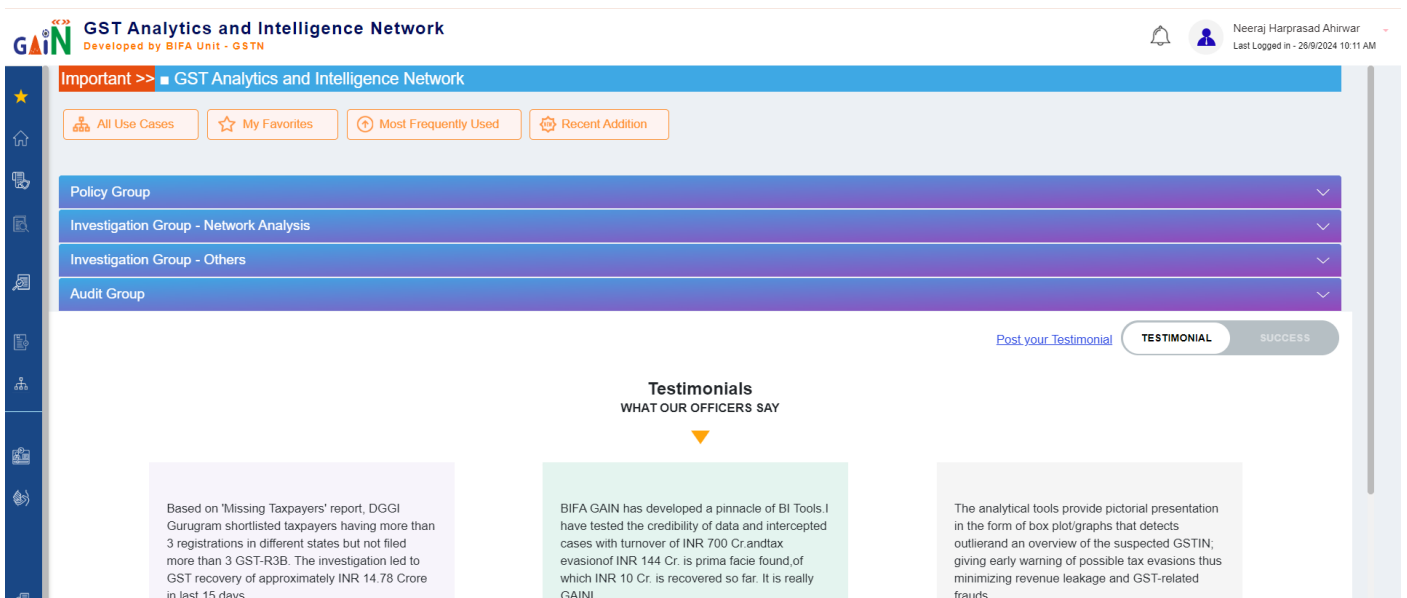 GAiN
GST Analytics and Intelligence Network
Developed by BIFA Unit - GSTN
Neeraj Harprasad Ahirwar
Last Logged in - 26/9/2024 10:11 AM
Important >> ■ GST Analytics and Intelligence Network
All Use Cases
My Favorites
Most Frequently Used
Recent Addition
Policy Group
Investigation Group - Network Analysis
Investigation Group - Others
Audit Group
Post your Testimonial
TESTIMONIAL
SUCCESS
Testimonials
WHAT OUR OFFICERS SAY
Based on 'Missing Taxpayers' report, DGGI
Gurugram shortlisted taxpayers having more than
3 registrations in different states but not filed
more than 3 GST-R3B. The investigation led to
GST recovery of approximately INR 14.78 Crore
in last 15 days
BIFA GAIN has developed a pinnacle of BI Tools.I
have tested the credibility of data and intercepted
cases with turnover of INR 700 Cr.andtax
evasionof INR 144 Cr. is prima facie found,of
which INR 10 Cr. is recovered so far. It is really
GAIN!
The analytical tools provide pictorial presentation
in the form of box plot/graphs that detects
outlierand an overview of the suspected GSTIN;
giving early warning of possible tax evasions thus
minimizing revenue leakage and GST-related
frauds